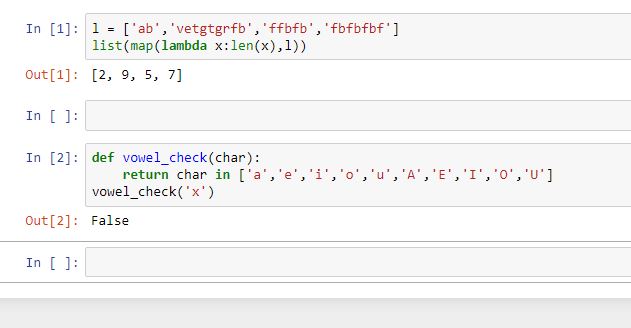 In [1]: l = ['ab','vetgtgrfb','ffbfb','fbfbfbf']
list(map(lambda x:len(x),l))
Out[1]: [2, 9, 5, 7]
In [ ]:
In [2]: def vowel_check(char):
    return char in ['a','e','i','o','u','A','E','I','O','U']
vowel_check('x')
Out[2]: False
In [ ]: